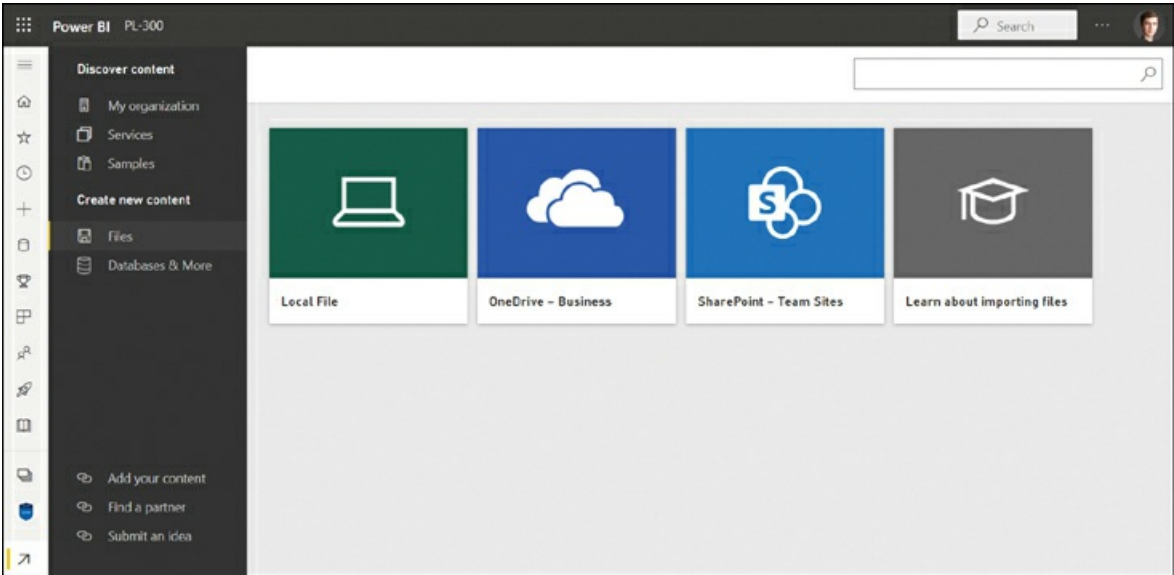 Power BI PL-300
Search
Discover content
My organization
Services
Samples
Create new content
Files
Databases & More
Local File
OneDrive – Business
S
SharePoint – Team Sites
Learn about importing files
Add your content
Find a partner
Submit an idea